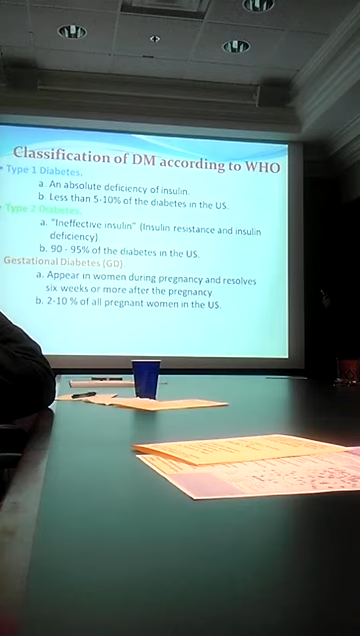 Classification of DM according to WHO
• Type 1 Diabetes.
a. An absolute deficiency of insulin.
b. Less than 5-10% of the diabetes in the US.
Type 2 Diabetes.
a. "Ineffective insulin" (Insulin resistance and insulin
deficiency)
b. 90 - 95% of the diabetes in the US.
Gestational Diabetes (GD)
a. Appear in women during pregnancy and resolves
six weeks or more after the pregnancy
b. 2-10 % of all pregnant women in the US.